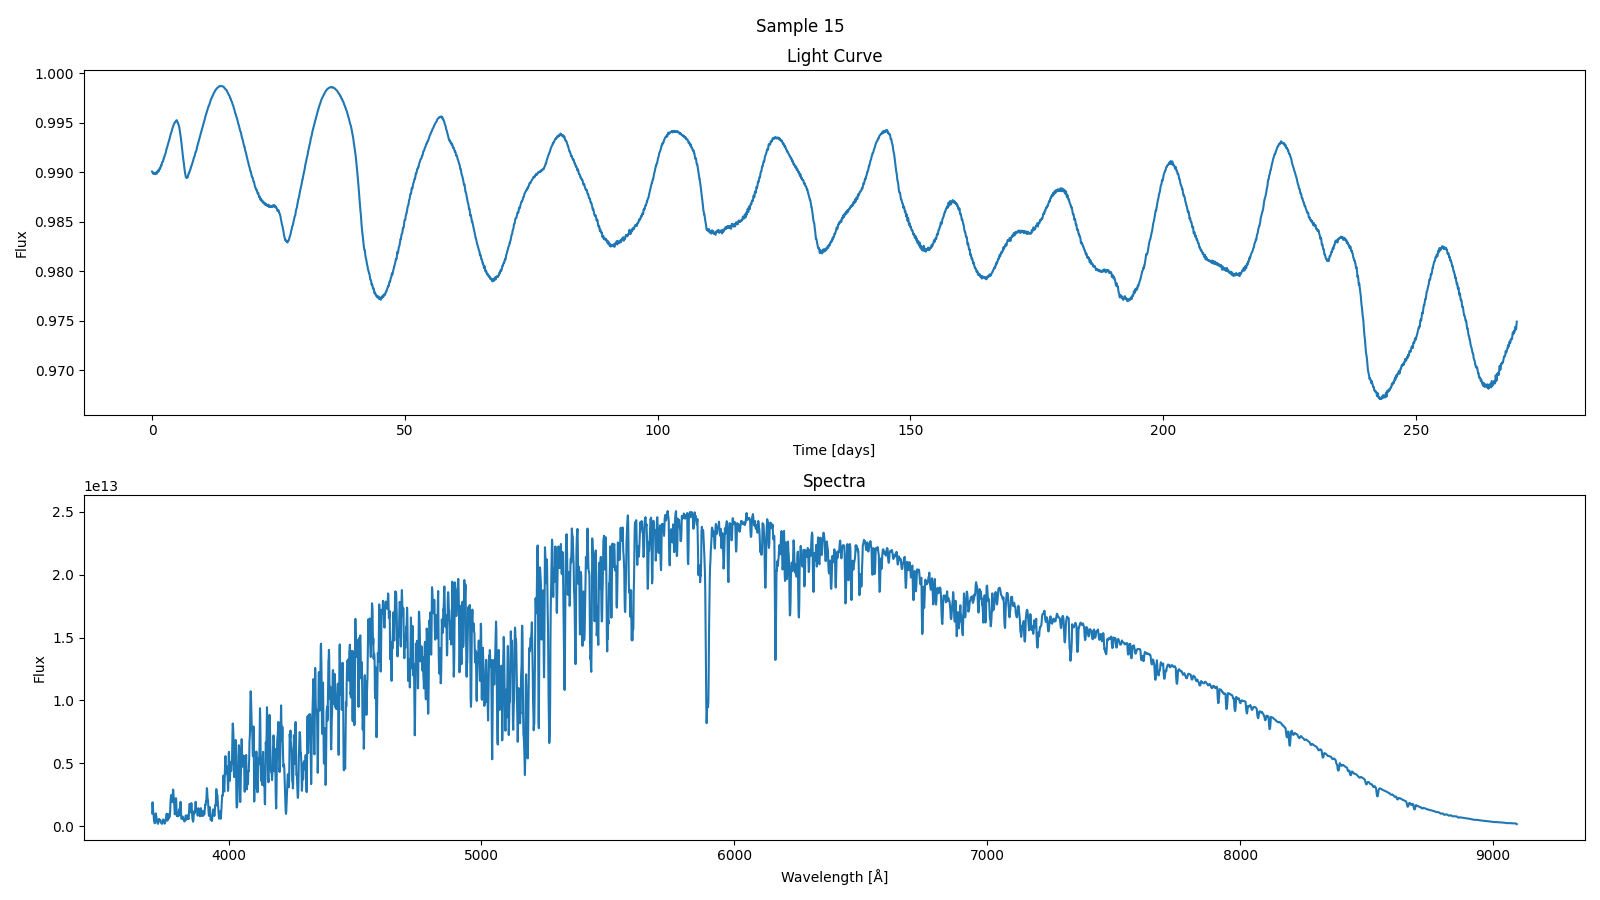 Sample 15
Light Curve
1.000
0.995
0.990
0.985
0.980
0.975
0.970
Flux
0 50 100 150 200 250
Time [days]
Spectra
1e13
2.5
2.0
1.5
1.0
0.5
0.0
Flux
4000 5000 6000 7000 8000 9000
Wavelength [Å]